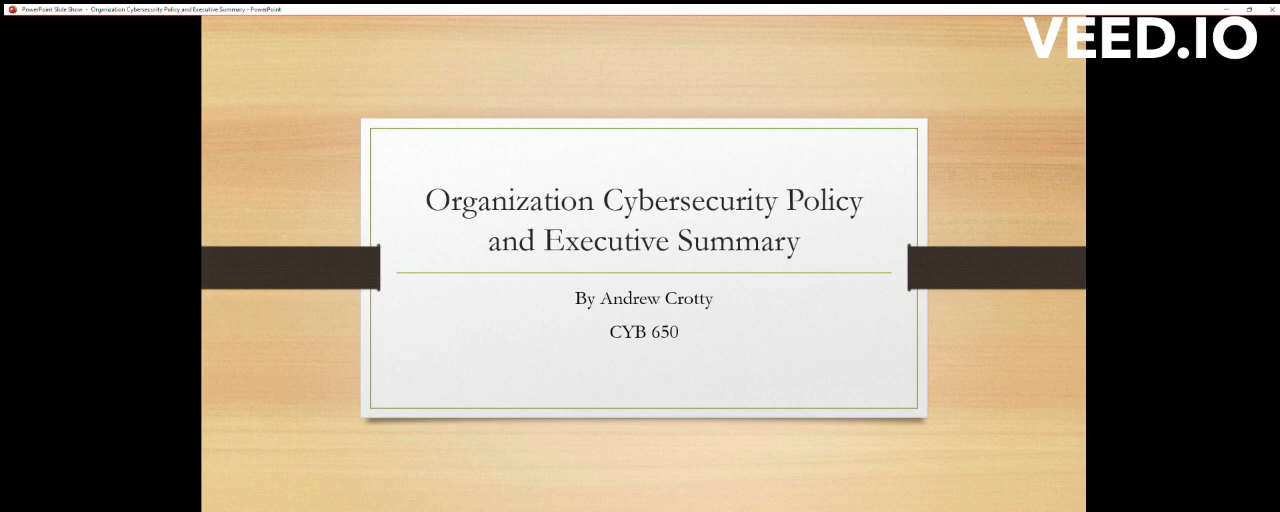 PowerPoint Slide Show - Organization Cybersecurity Policy and Executive Summary - PowerPoint
VEED.IO
Organization Cybersecurity Policy
and Executive Summary
By Andrew Crotty
CYB 650